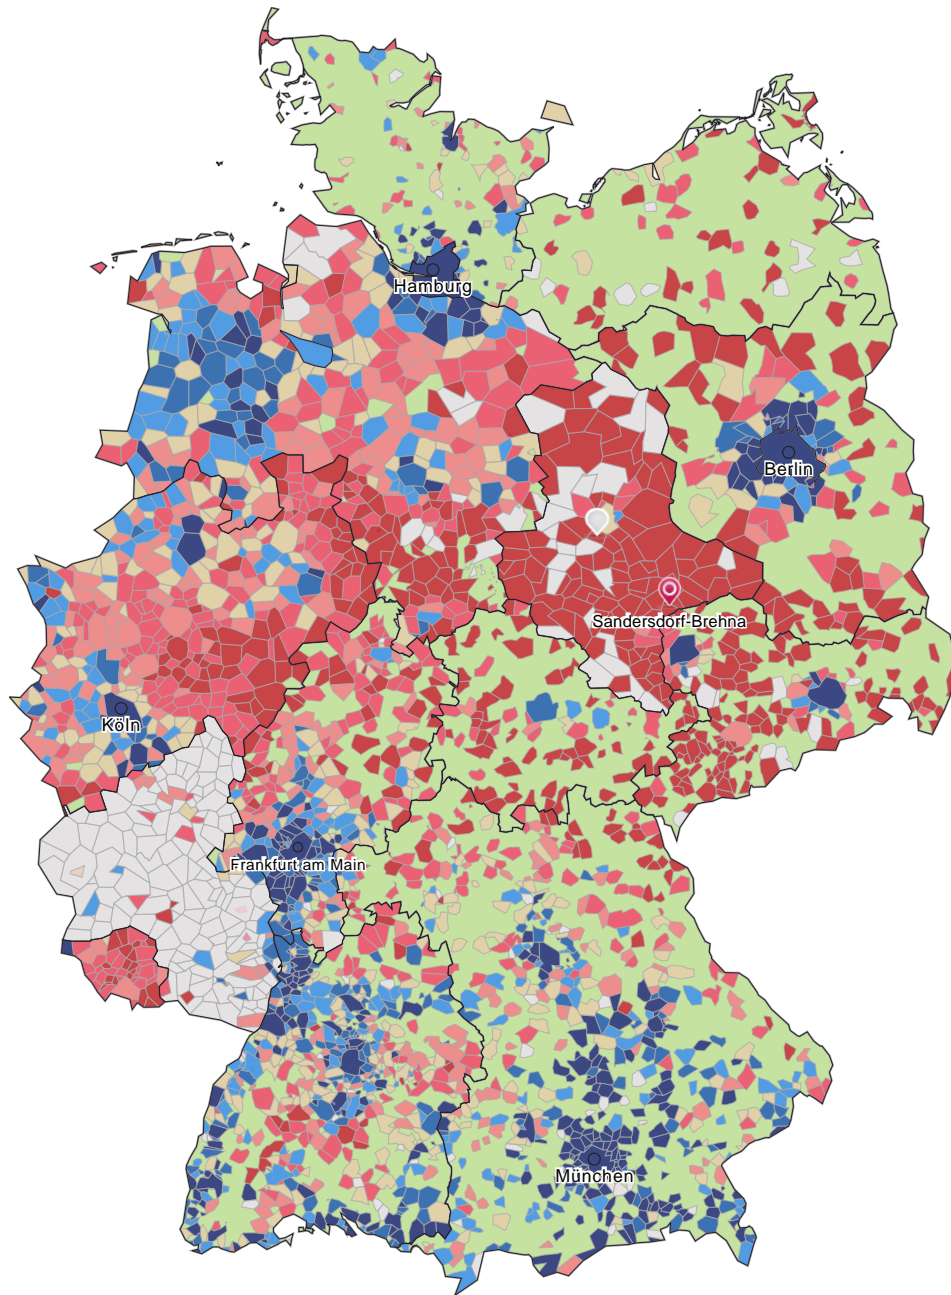 Hamburg
Berlin
Sandersdorf-Brehna
Köln
Frankfurt am Main
München